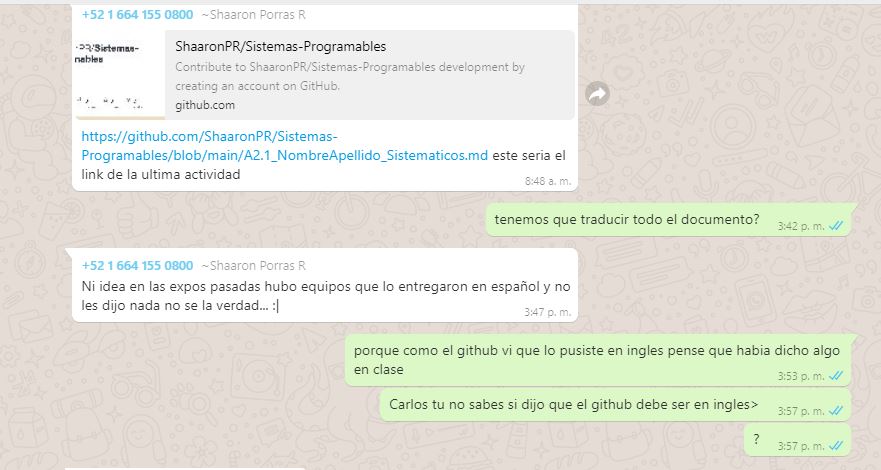 +52 1 664 155 0800 ~Shaaron Porras R
ShaaronPR/Sistemas-Programables
Contribute to ShaaronPR/Sistemas-Programables development by
creating an account on GitHub.
github.com
https://github.com/ShaaronPR/Sistemas-
Programables/blob/main/A2.1_NombreApellido_Sistematicos.md este seria el
link de la ultima actividad
8:48 a. m.
tenemos que traducir todo el documento?
3:42 p. m.
+52 1 664 155 0800 ~Shaaron Porras R
Ni idea en las expos pasadas hubo equipos que lo entregaron en español y no
les dijo nada no se la verdad... :|
3:47 p. m.
porque como el github vi que lo pusiste en ingles pense que habia dicho algo
en clase
3:53 p. m.
Carlos tu no sabes si dijo que el github debe ser en ingles>
3:57 p. m.
?
3:57 p. m.